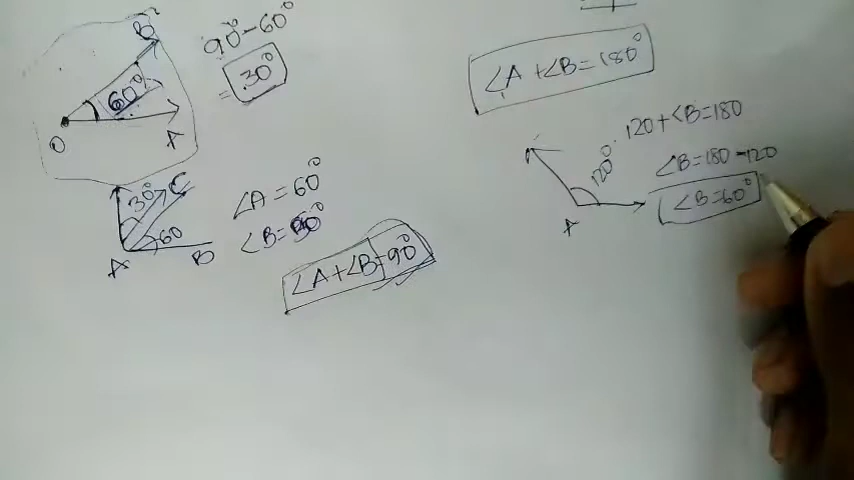 B
60°
O
A
90° - 60°
= 30°
30°
C
60
A
B
∠A = 60°
∠B = 30°
∠A + ∠B = 90°
∠A + ∠B = 180°
120°
A
120 + ∠B = 180
∠B = 180 - 120
∠B = 60°